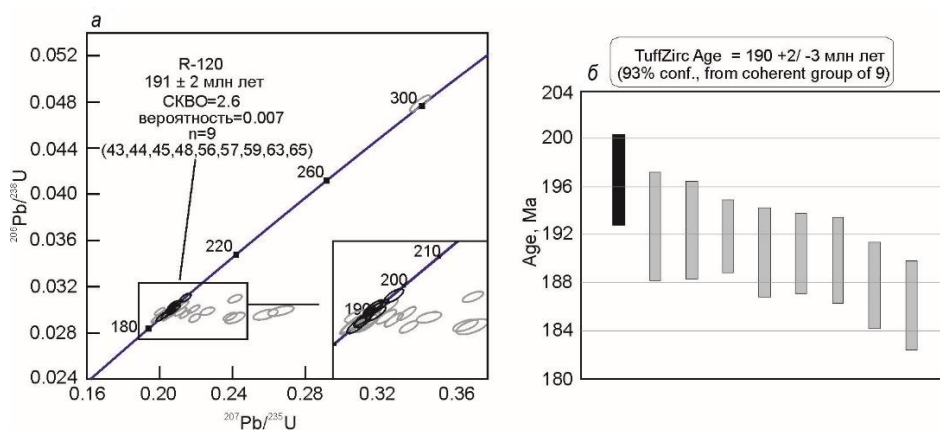 а
0.052
0.048
0.044
0.040
0.036
0.032
0.028
0.024
0.16
0.20
0.24
0.28
0.32
0.36
²⁰⁶Pb/²³⁸U
²⁰⁷Pb/²³⁵U
R-120
191 ± 2 млн лет
СКВО=2.6
вероятность=0.007
n=9
(43,44,45,48,56,57,59,63,65)
300
260
220
180
210
200
190
б
TuffZirc Age = 190 +2/ -3 млн лет
(93% conf., from coherent group of 9)
204
200
196
192
188
184
180
Age, Ma